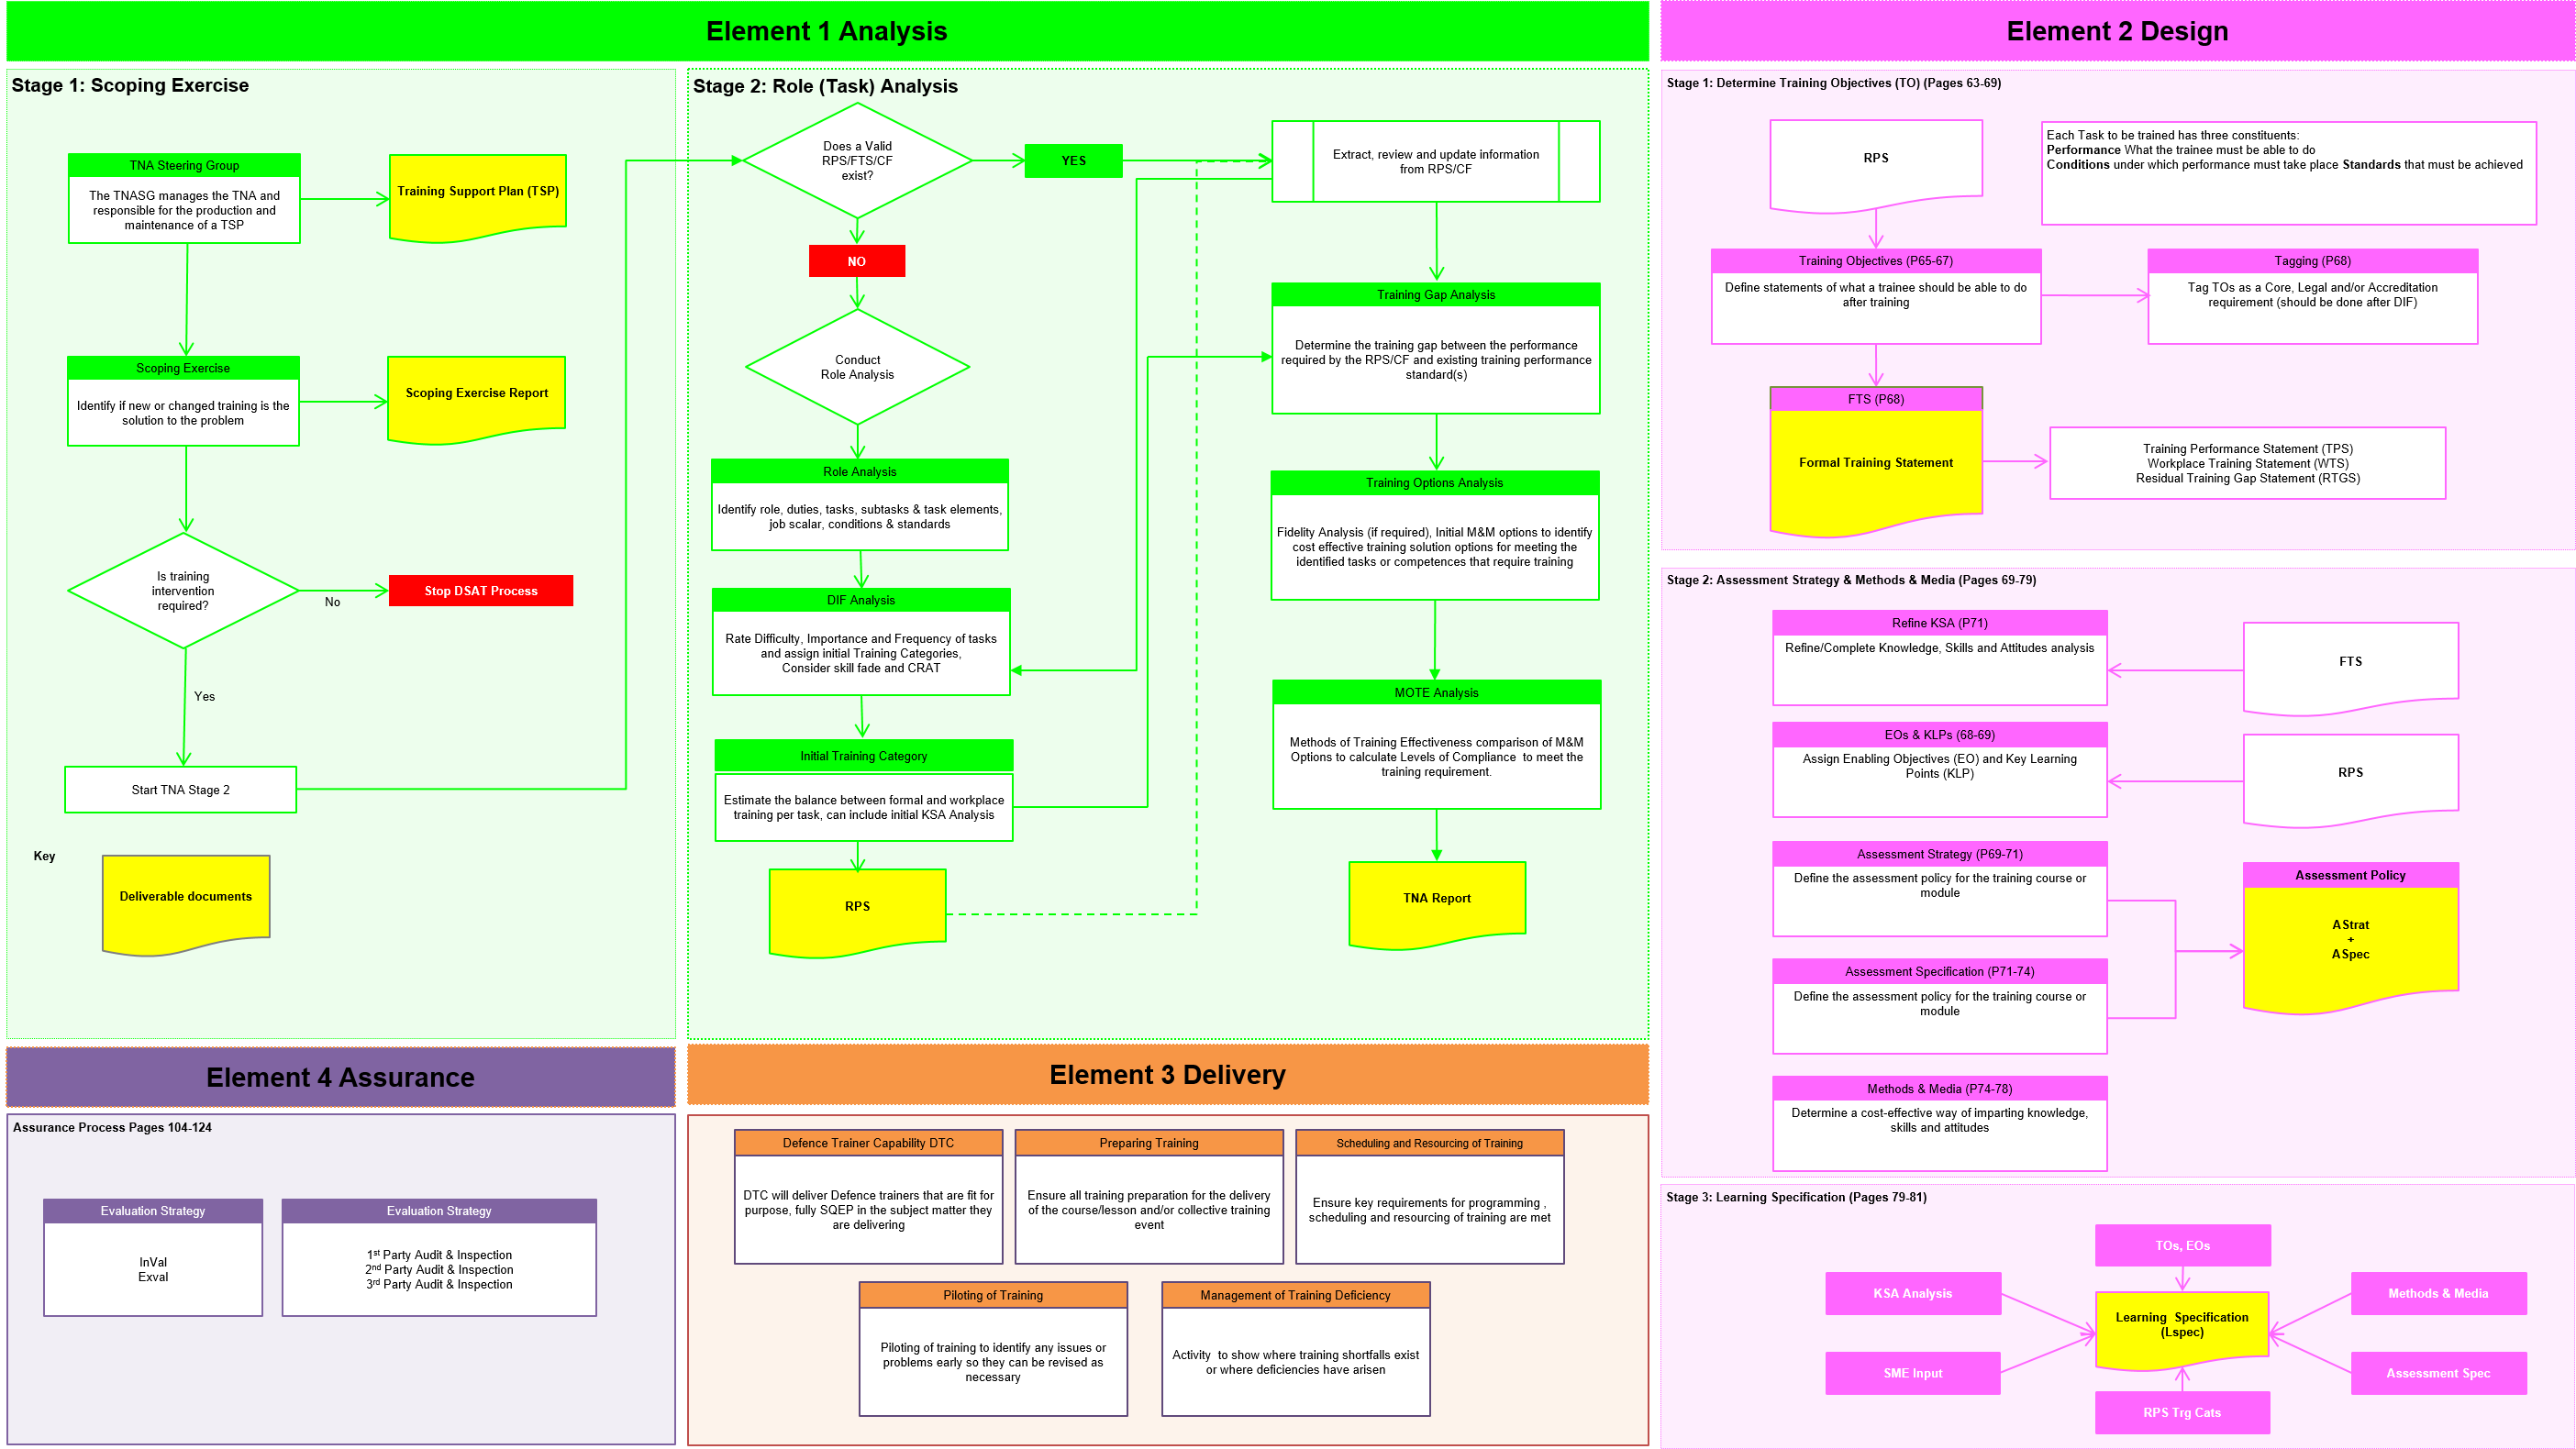 Element 1 Analysis
Stage 1: Scoping Exercise
TNA Steering Group
The TNASG manages the TNA and
responsible for the production and
maintenance of a TSP
Training Support Plan (TSP)
Scoping Exercise
Identify if new or changed training is the
solution to the problem
Scoping Exercise Report
Is training
intervention
required?
No
Stop DSAT Process
Yes
Start TNA Stage 2
Key
Deliverable documents
Stage 2: Role (Task) Analysis
Does a Valid
RPS/FTS/CF
exist?
YES
Extract, review and update information
from RPS/CF
NO
Conduct
Role Analysis
Role Analysis
Identify role, duties, tasks, subtasks & task elements,
job scalar, conditions & standards
DIF Analysis
Rate Difficulty, Importance and Frequency of tasks
and assign initial Training Categories,
Consider skill fade and CRAT
Initial Training Category
Estimate the balance between formal and workplace
training per task, can include initial KSA Analysis
RPS
Training Gap Analysis
Determine the training gap between the performance
required by the RPS/CF and existing training performance
standard(s)
Training Options Analysis
Fidelity Analysis (if required), Initial M&M options to identify
cost effective training solution options for meeting the
identified tasks or competences that require training
MOTE Analysis
Methods of Training Effectiveness comparison of M&M
Options to calculate Levels of Compliance  to meet the
training requirement.
TNA Report
Element 2 Design
Stage 1: Determine Training Objectives (TO) (Pages 63-69)
RPS
Each Task to be trained has three constituents:
Performance What the trainee must be able to do
Conditions under which performance must take place Standards that must be achieved
Training Objectives (P65-67)
Define statements of what a trainee should be able to do
after training
Tagging (P68)
Tag TOs as a Core, Legal and/or Accreditation
requirement (should be done after DIF)
FTS (P68)
Formal Training Statement
Training Performance Statement (TPS)
Workplace Training Statement (WTS)
Residual Training Gap Statement (RTGS)
Stage 2: Assessment Strategy & Methods & Media (Pages 69-79)
Refine KSA (P71)
Refine/Complete Knowledge, Skills and Attitudes analysis
FTS
EOs & KLPs (68-69)
Assign Enabling Objectives (EO) and Key Learning
Points (KLP)
RPS
Assessment Strategy (P69-71)
Define the assessment policy for the training course or
module
Assessment Specification (P71-74)
Define the assessment policy for the training course or
module
Assessment Policy
AStrat
+
ASpec
Methods & Media (P74-78)
Determine a cost-effective way of imparting knowledge,
skills and attitudes
Stage 3: Learning Specification (Pages 79-81)
TOs, EOs
KSA Analysis
Methods & Media
Learning  Specification
(Lspec)
SME Input
Assessment Spec
RPS Trg Cats
Element 4 Assurance
Assurance Process Pages 104-124
Evaluation Strategy
InVal
Exval
Evaluation Strategy
1st Party Audit & Inspection
2nd Party Audit & Inspection
3rd Party Audit & Inspection
Element 3 Delivery
Defence Trainer Capability DTC
DTC will deliver Defence trainers that are fit for
purpose, fully SQEP in the subject matter they
are delivering
Preparing Training
Ensure all training preparation for the delivery
of the course/lesson and/or collective training
event
Scheduling and Resourcing of Training
Ensure key requirements for programming ,
scheduling and resourcing of training are met
Piloting of Training
Piloting of training to identify any issues or
problems early so they can be revised as
necessary
Management of Training Deficiency
Activity  to show where training shortfalls exist
or where deficiencies have arisen